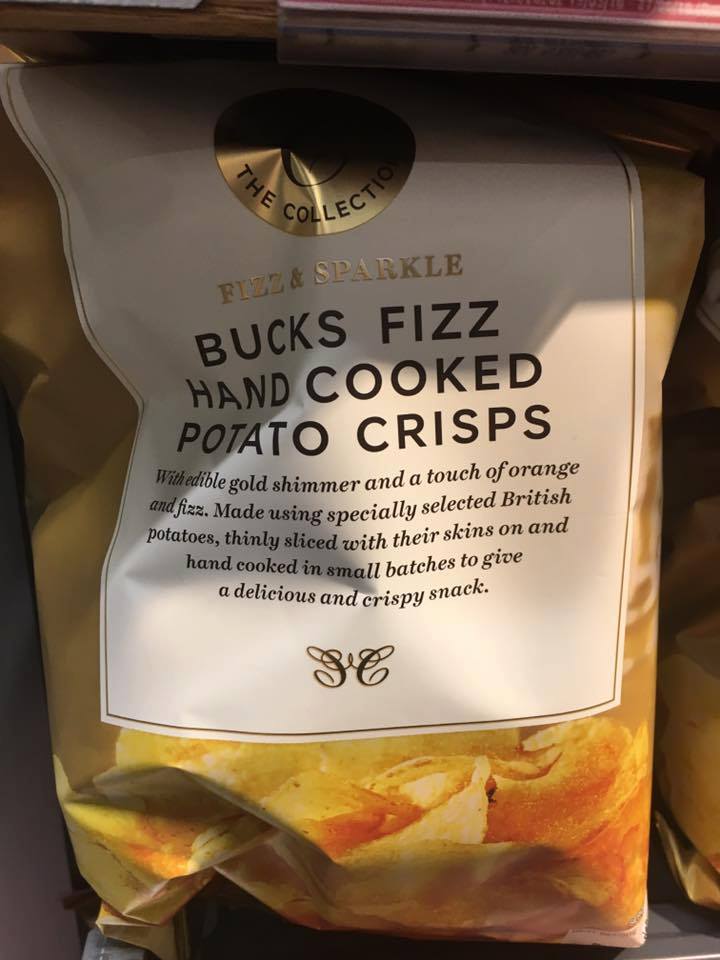 THE COLLECTIO
FIZZ & SPARKLE
BUCKS FIZZ
HAND COOKED
POTATO CRISPS
With edible gold shimmer and a touch of orange
and fizz. Made using specially selected British
potatoes, thinly sliced with their skins on and
hand cooked in small batches to give
a delicious and crispy snack.